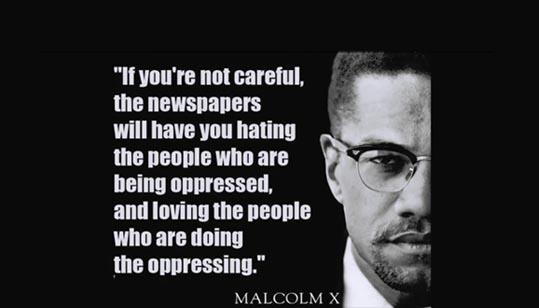 "If you're not careful,
the newspapers
will have you hating
the people who are
being oppressed,
and loving the people
who are doing
the oppressing."
MALCOLM X